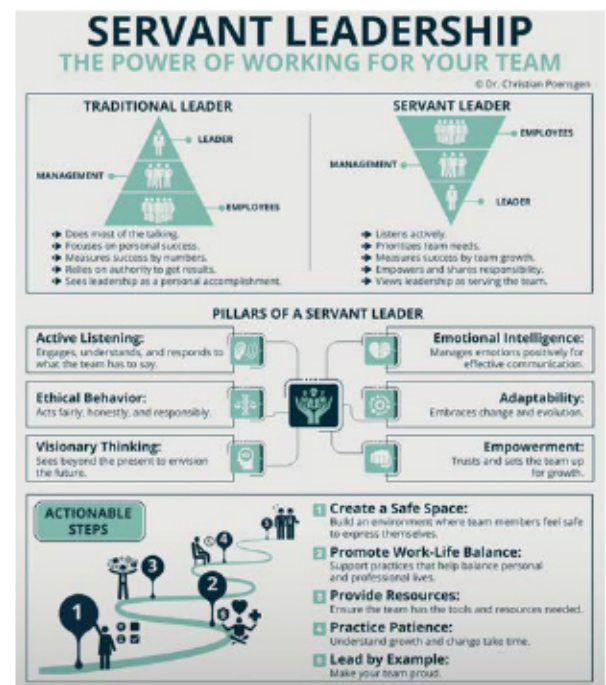 SERVANT LEADERSHIP
THE POWER OF WORKING FOR YOUR TEAM
© Dr. Christian Poensgen
TRADITIONAL LEADER
LEADER
MANAGEMENT
EMPLOYEES
➔ Does most of the talking.
➔ Focuses on personal success.
➔ Measures success by numbers.
➔ Relies on authority to get results.
➔ Sees leadership as a personal accomplishment.
SERVANT LEADER
EMPLOYEES
MANAGEMENT
LEADER
➔ Listens actively.
➔ Prioritizes team needs.
➔ Measures success by team growth.
➔ Empowers and shares responsibility.
➔ Views leadership as serving the team.
PILLARS OF A SERVANT LEADER
Active Listening:
Engages, understands, and responds to
what the team has to say.
Ethical Behavior:
Acts fairly, honestly, and responsibly.
Visionary Thinking:
Sees beyond the present to envision
the future.
Emotional Intelligence:
Manages emotions positively for
effective communication.
Adaptability:
Embraces change and evolution.
Empowerment:
Trusts and sets the team up
for growth.
ACTIONABLE
STEPS
1
2
3
4
5
1 Create a Safe Space:
Build an environment where team members feel safe
to express themselves.
2 Promote Work-Life Balance:
Support practices that help balance personal
and professional lives.
3 Provide Resources:
Ensure the team has the tools and resources needed.
4 Practice Patience:
Understand growth and change take time.
5 Lead by Example:
Make your team proud.